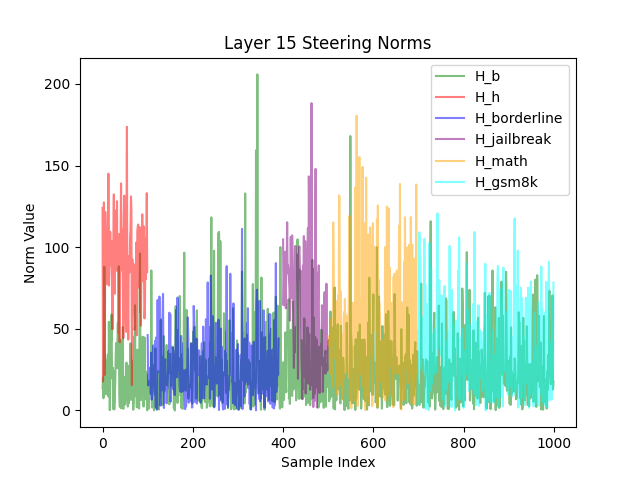 Layer 15 Steering Norms
H_b
H_h
H_borderline
H_jailbreak
H_math
H_gsm8k
200
150
100
50
0
Norm Value
0
200
400
600
800
1000
Sample Index